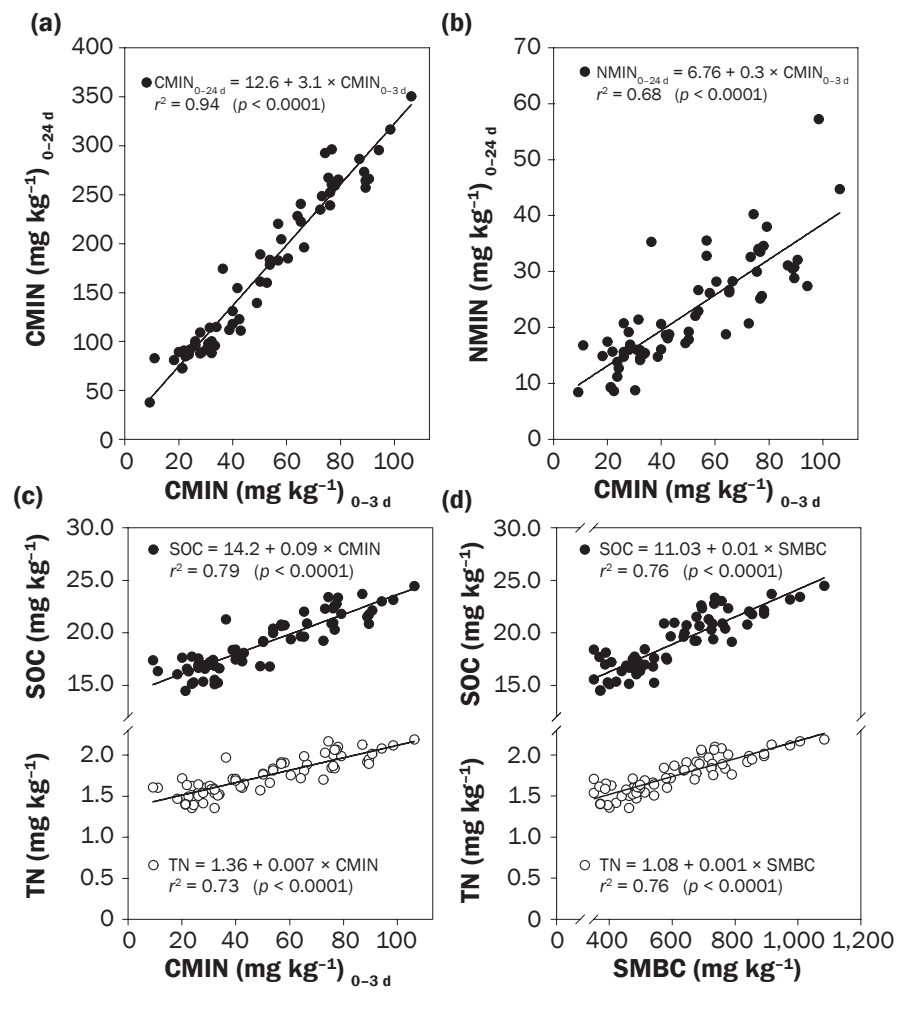 (a)
400
350
300
250
200
150
100
50
0
CMIN (mg kg⁻¹) 0–24 d
CMIN0–24 d = 12.6 + 3.1 × CMIN0–3 d
r² = 0.94 (p < 0.0001)
0 20 40 60 80 100
CMIN (mg kg⁻¹) 0–3 d
(b)
70
60
50
40
30
20
10
0
NMIN (mg kg⁻¹) 0–24 d
NMIN0–24 d = 6.76 + 0.3 × CMIN0–3 d
r² = 0.68 (p < 0.0001)
0 20 40 60 80 100
CMIN (mg kg⁻¹) 0–3 d
(c)
30.0
25.0
20.0
15.0
SOC (mg kg⁻¹)
SOC = 14.2 + 0.09 × CMIN
r² = 0.79 (p < 0.0001)
2.0
1.5
1.0
0.5
0
TN (mg kg⁻¹)
TN = 1.36 + 0.007 × CMIN
r² = 0.73 (p < 0.0001)
0 20 40 60 80 100
CMIN (mg kg⁻¹) 0–3 d
(d)
30.0
25.0
20.0
15.0
SOC (mg kg⁻¹)
SOC = 11.03 + 0.01 × SMBC
r² = 0.76 (p < 0.0001)
2.0
1.5
1.0
0.5
0
TN (mg kg⁻¹)
TN = 1.08 + 0.001 × SMBC
r² = 0.76 (p < 0.0001)
0 400 600 800 1,000 1,200
SMBC (mg kg⁻¹)